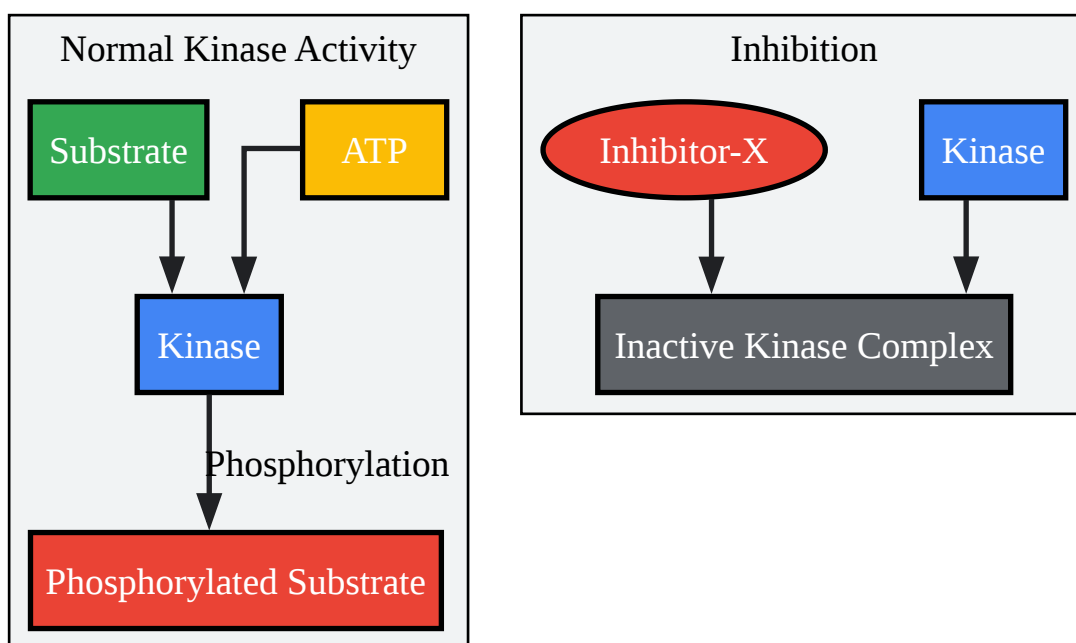 Normal Kinase Activity
Substrate
ATP
Kinase
Phosphorylation
Phosphorylated Substrate
Inhibition
Inhibitor-X
Kinase
Inactive Kinase Complex